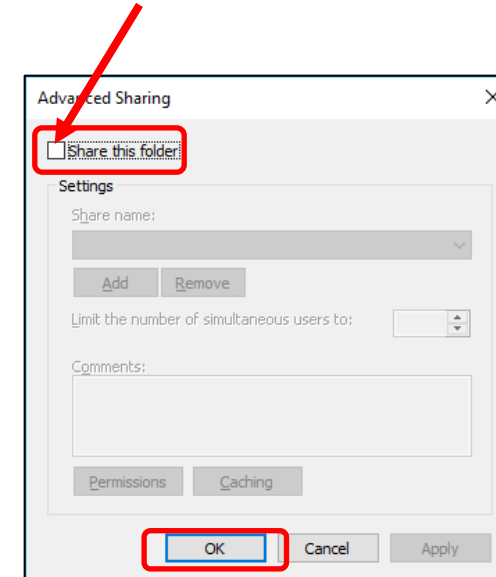 Advanced Sharing
Share this folder
Settings
Share name:
Add Remove
Limit the number of simultaneous users to:
Comments:
Permissions Caching
OK Cancel Apply